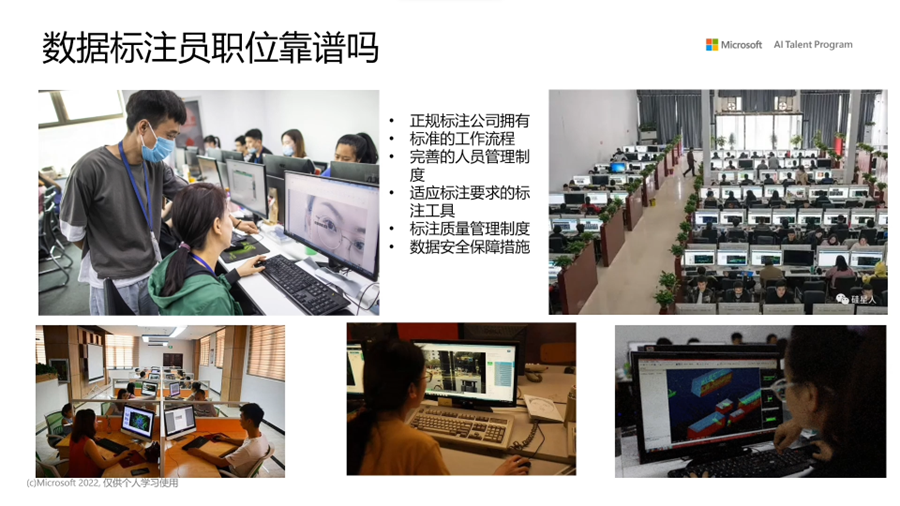 数据标注员职位靠谱吗
Microsoft AI Talent Program
• 正规标注公司拥有
• 标准的工作流程
• 完善的人员管理制
度
• 适应标注要求的标
注工具
• 标注质量管理制度
• 数据安全保障措施
硅星人
(c)Microsoft 2022, 仅供个人学习使用